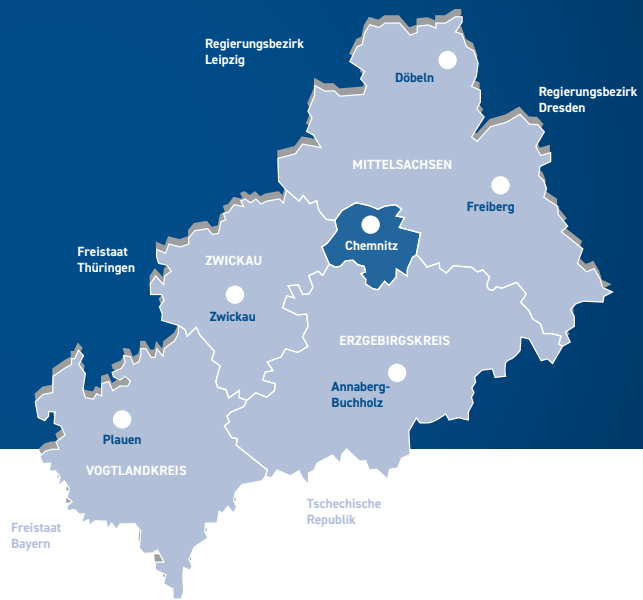 Regierungsbezirk
Leipzig
Döbeln
Regierungsbezirk
Dresden
MITTELSACHSEN
Freiberg
Chemnitz
Freistaat
Thüringen
ZWICKAU
Zwickau
ERZGEBIRGSKREIS
Annaberg-
Buchholz
Plauen
VOGTLANDKREIS
Tschechische
Republik
Freistaat
Bayern